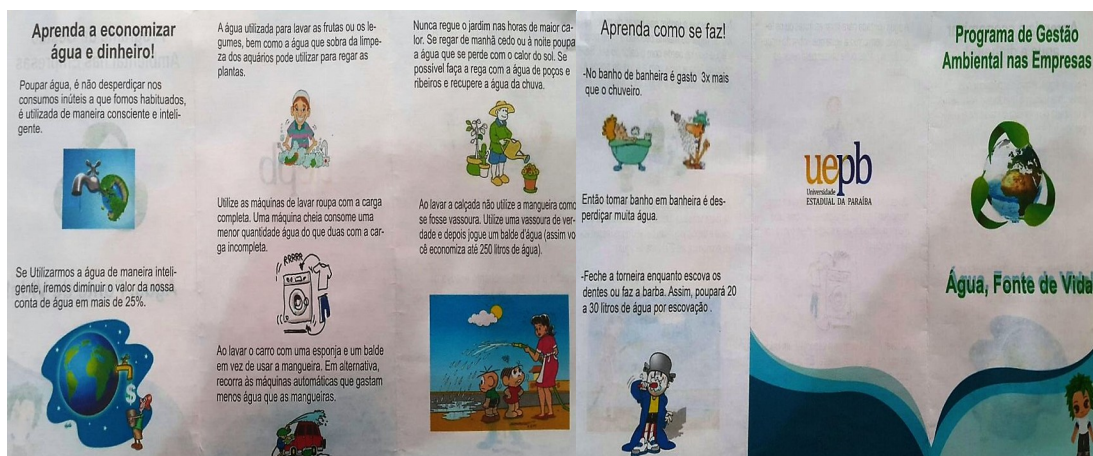 Aprenda a economizar
água e dinheiro!
Poupar água, é não desperdiçar nos
consumos inúteis a que fomos habituados,
é utilizada de maneira consciente e inteli-
gente.
Se Utilizarmos a água de maneira inteli-
gente, iremos diminuir o valor da nossa
conta de água em mais de 25%.
$
A água utilizada para lavar as frutas ou os le-
gumes, bem como a água que sobra da limpe-
za dos aquários pode utilizar para regar as
plantas.
Utilize as máquinas de lavar roupa com a carga
completa. Uma máquina cheia consome uma
menor quantidade água do que duas com a car-
ga incompleta.
Ao lavar o carro com uma esponja e um balde
em vez de usar a mangueira. Em alternativa,
recorra às máquinas automáticas que gastam
menos água que as mangueiras.
Nunca regue o jardim nas horas de maior ca-
lor. Se regar de manhã cedo ou à noite poupa
a água que se perde com o calor do sol. Se
possivel faça a rega com a água de poços e
ribeiros e recupere a água da chuva.
Ao lavar a calçada não utilize a mangueira como
se fosse vassoura. Utilize uma vassoura de ver-
dade e depois jogue um balde d'água (assim vo
cê economiza até 250 litros de água).
Aprenda como se faz!
-No banho de banheira é gasto 3x mais
que o chuveiro.
Então tomar banho em banheira é des-
perdiçar muita água.
-Feche a torneira enquanto escova os
dentes ou faz a barba. Assim, poupará 20
a 30 litros de água por escovação .
uepb
Universidade
ESTADUAL DA PARAÍBA
Programa de Gestão
Ambiental nas Empresas
Água, Fonte de Vida